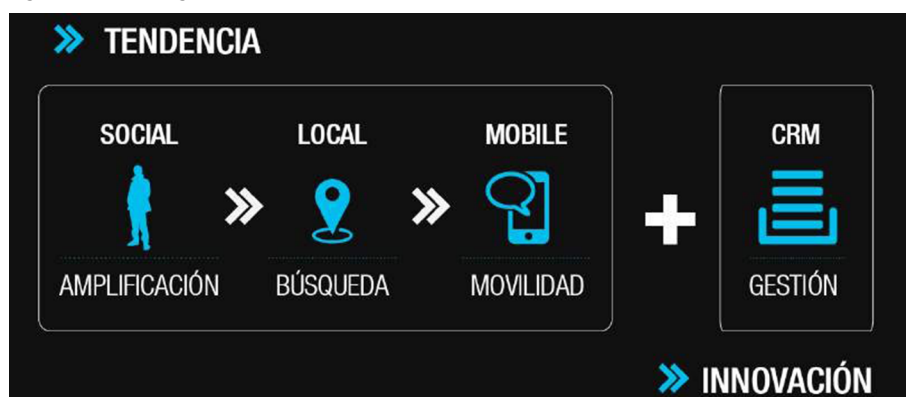 TENDENCIA
SOCIAL
LOCAL
MOBILE
CRM
AMPLIFICACIÓN
BÚSQUEDA
MOVILIDAD
GESTIÓN
INNOVACIÓN